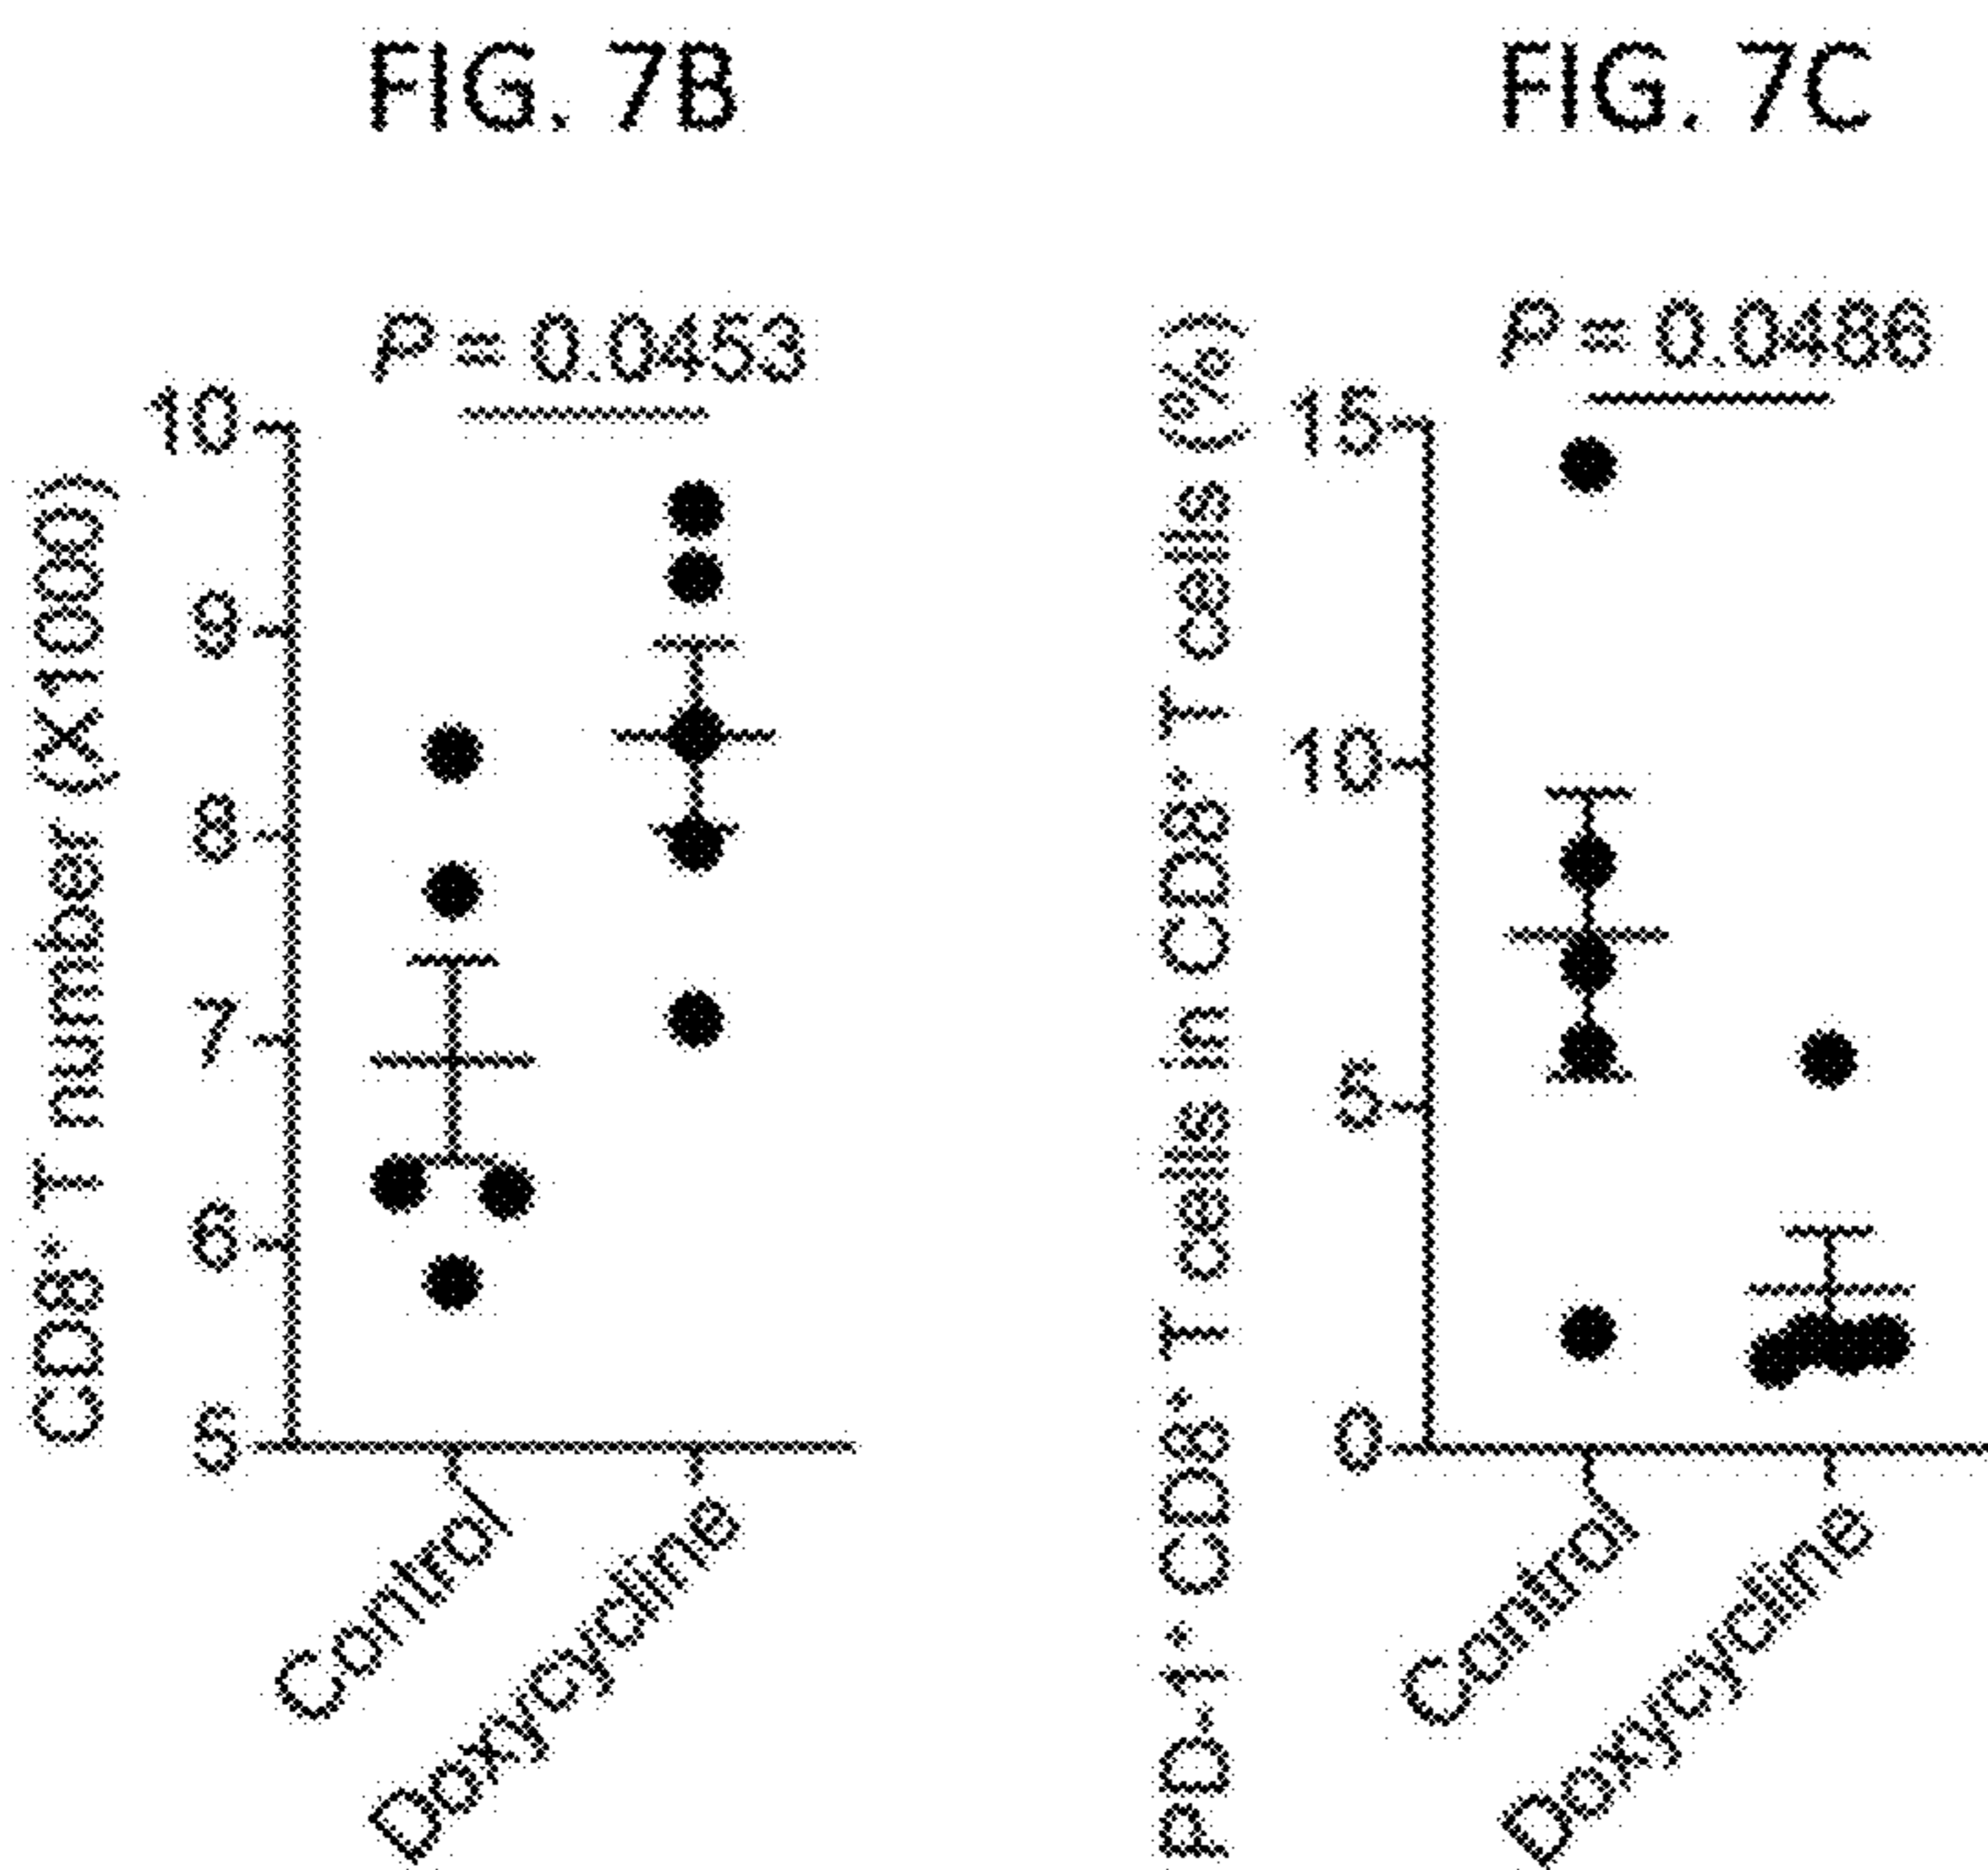 FIG. 7B
P = 0.0453
CD8⁺ T number (X1000)
10
9
8
7
6
5
Control
Doxycycline
FIG. 7C
P = 0.0486
PD-1⁺ CD8⁺ T cells in CD8⁺ T cells (%)
15
10
5
0
Control
Doxycycline